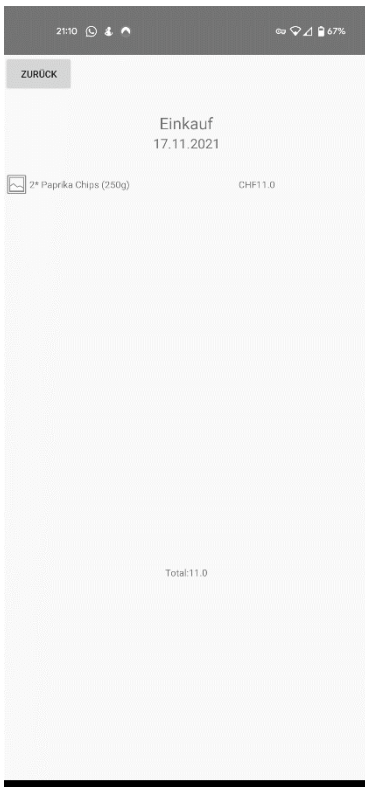 21:10 67%
ZURÜCK
Einkauf
17.11.2021
2* Paprika Chips (250g) CHF11.0
Total:11.0